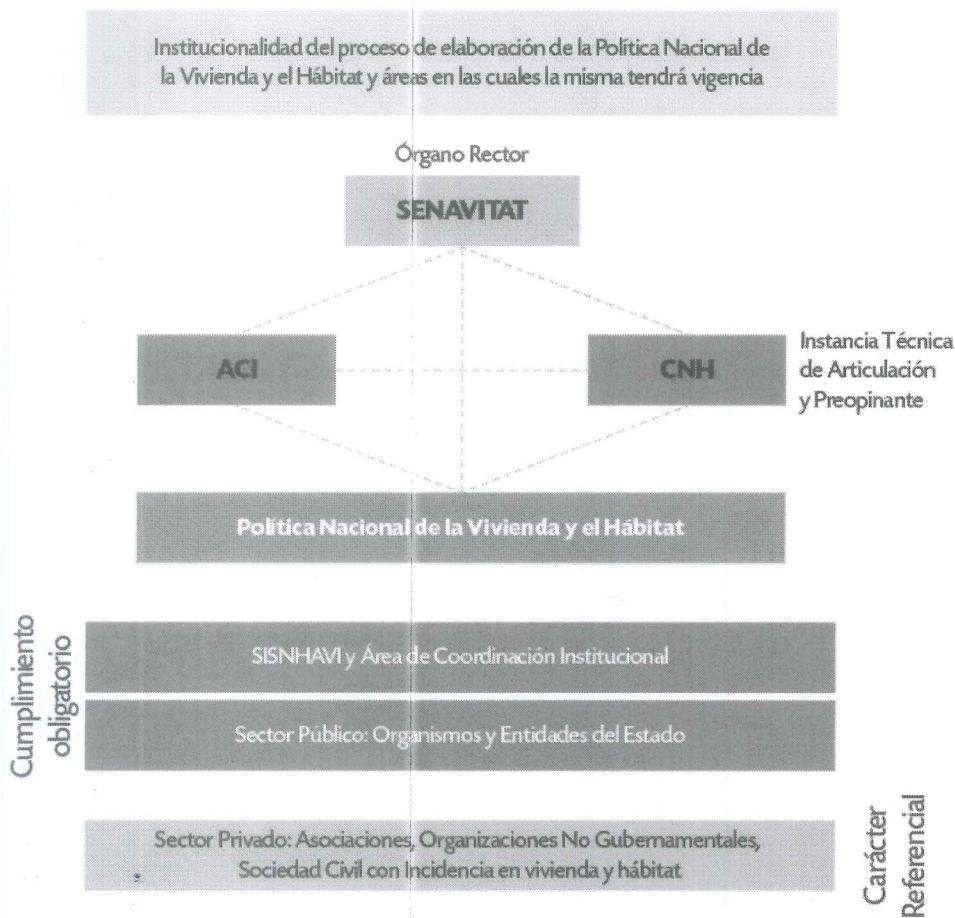 Institucionalidad del proceso de elaboración de la Política Nacional de
la Vivienda y el Hábitat y áreas en las cuales la misma tendrá vigencia
Órgano Rector
SENAVITAT
ACI
CNH
Instancia Técnica
de Articulación
y Preopinante
Política Nacional de la Vivienda y el Hábitat
Cumplimiento
obligatorio
SISNHAVI y Área de Coordinación Institucional
Sector Público: Organismos y Entidades del Estado
Sector Privado: Asociaciones, Organizaciones No Gubernamentales,
Sociedad Civil con Incidencia en vivienda y hábitat
Carácter
Referencial